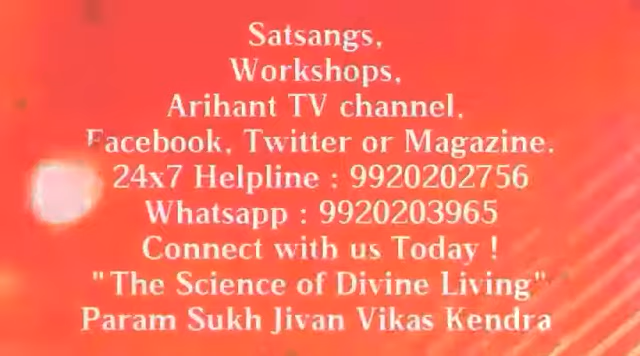 Satsangs,
Workshops,
Arihant TV channel,
Facebook, Twitter or Magazine.
24x7 Helpline : 9920202756
Whatsapp : 9920203965
Connect with us Today !
"The Science of Divine Living"
Param Sukh Jivan Vikas Kendra